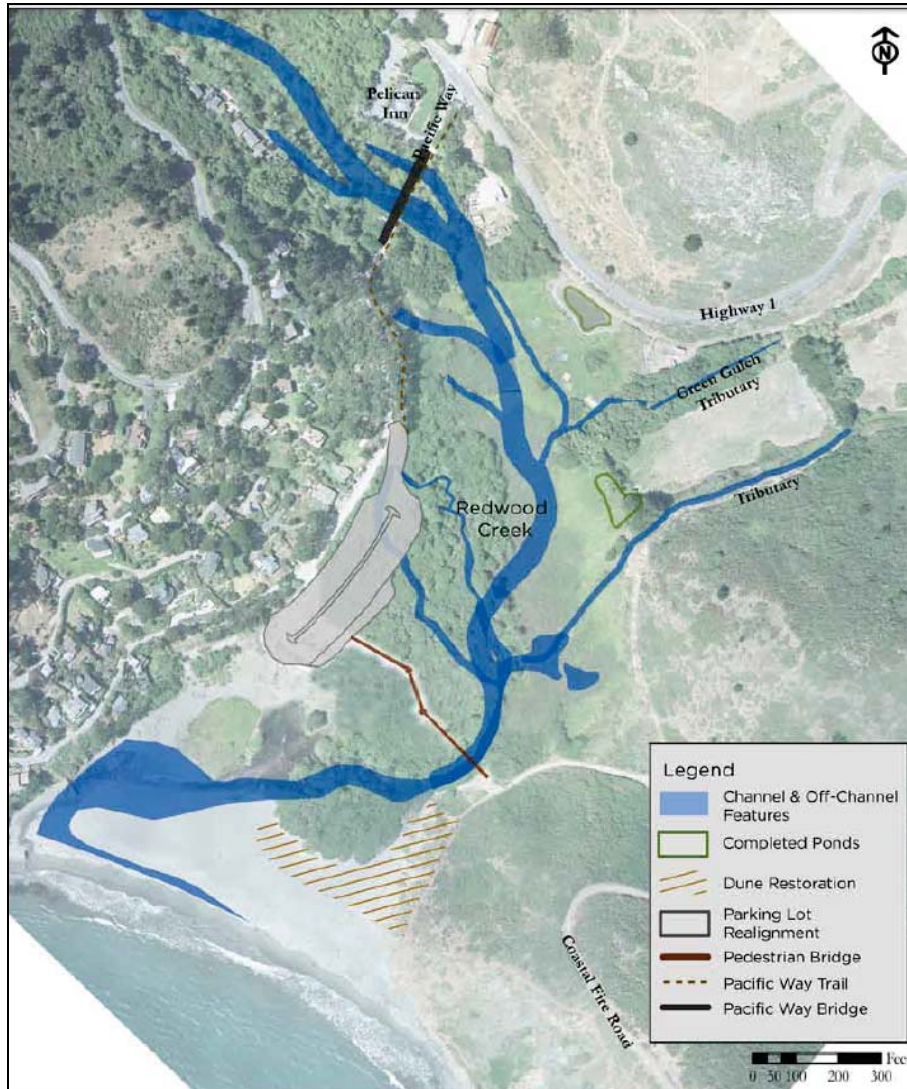 N
Pelican
Inn
Pacific Way
Highway 1
Green Gulch
Tributary
Tributary
Redwood
Creek
Coastal Fire Road
Legend
Channel & Off-Channel
Features
Completed Ponds
Dune Restoration
Parking Lot
Realignment
Pedestrian Bridge
Pacific Way Trail
Pacific Way Bridge
Fee
0 50 100 200 300